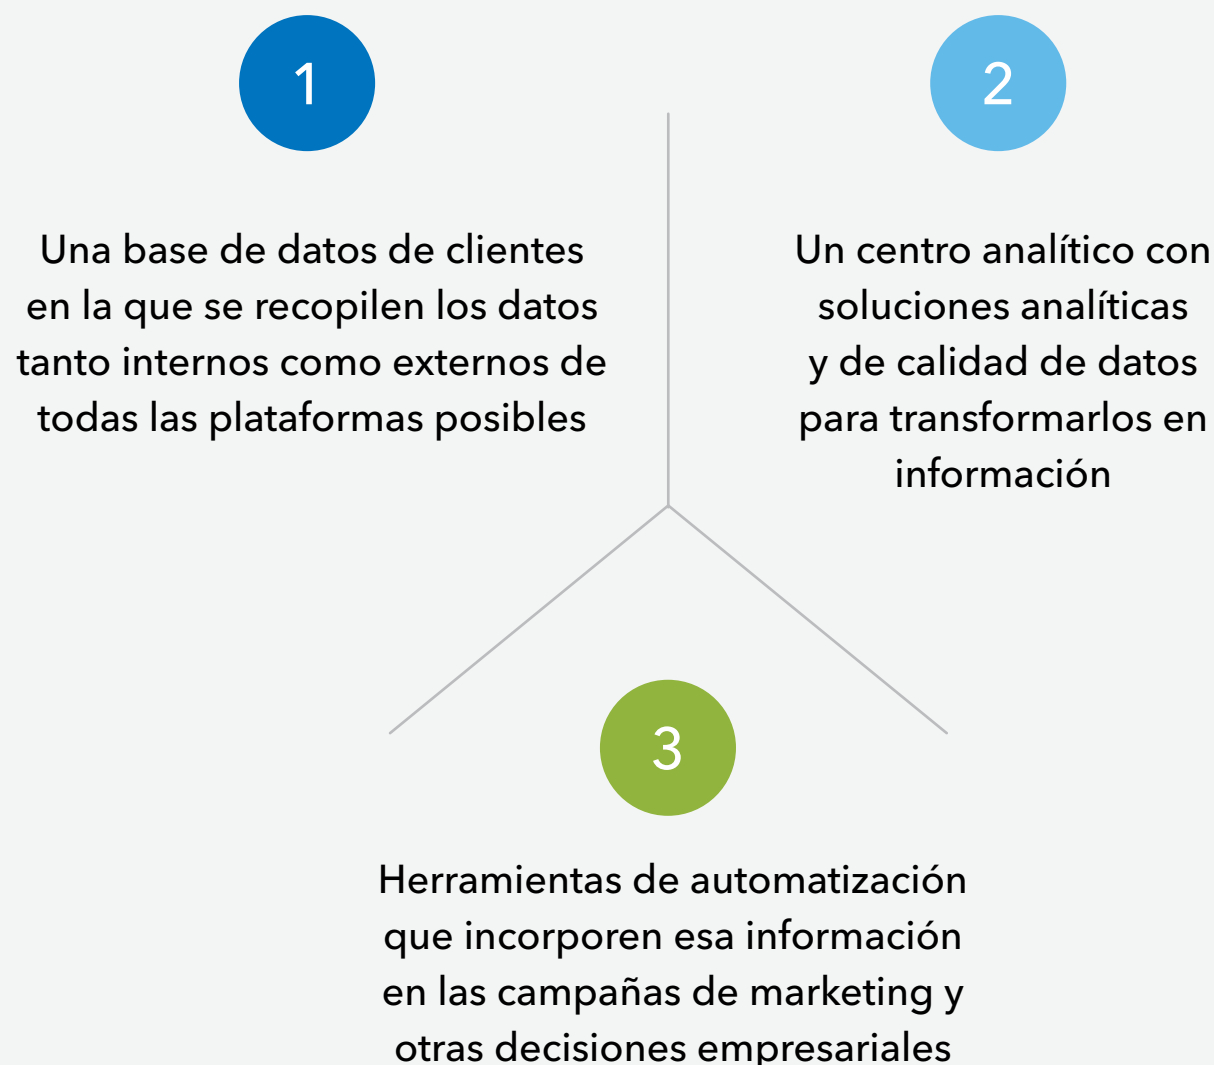 1
Una base de datos de clientes
en la que se recopilen los datos
tanto internos como externos de
todas las plataformas posibles
2
Un centro analítico con
soluciones analíticas
y de calidad de datos
para transformarlos en
información
3
Herramientas de automatización
que incorporen esa información
en las campañas de marketing y
otras decisiones empresariales